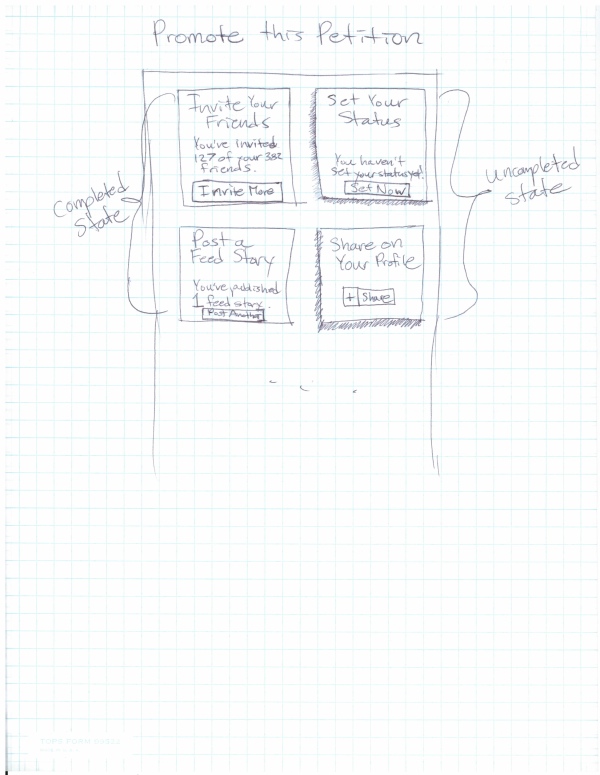 Promote this Petition
Invite Your
Friends
You've Invited
127 of your 382
friends.
Invite More
Set Your
Status
You haven't
set your status yet!
Set Now
Completed
State
Uncompleted
state
Post a
Feed Story
You've published
1 feed story.
Post Another
Share on
Your Profile
+ Share
TOPS FORM